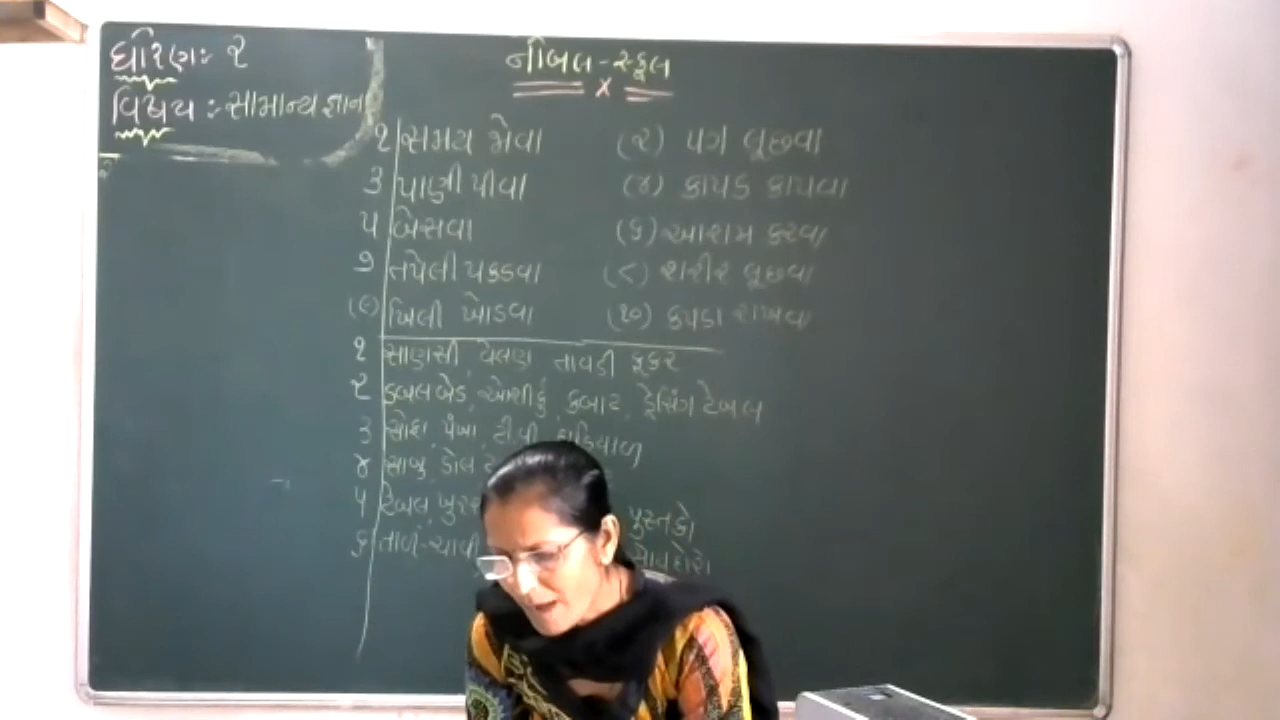 ધોરણઃ ૨
વિષય :- સામાન્ય જ્ઞાન
નોબલ - સ્કૂલ
૧ સમય જોવા (૨) પગ લૂછવા
૩ પાણી પીવા (૪) કાપડ કાપવા
૫ બેસવા (૬) આરામ કરવા
૭ તપેલી પકડવા (૮) શરીર લૂછવા
(૯) ખિલી ખોડવા (૧૦) કપડા રાખવા
૧ સાણસી, વેલણ તાવડી કૂકર
૨ ડબલબેડ, ઓશીકું, કબાટ, ડ્રેસિંગ ટેબલ
૩ સોફા, પંખા, ટી.વી, ઘડિયાળ
૪ સાબુ, ડોલ
૫ ટેબલ, પુસ્તકો
૬ તાળું-ચાવી